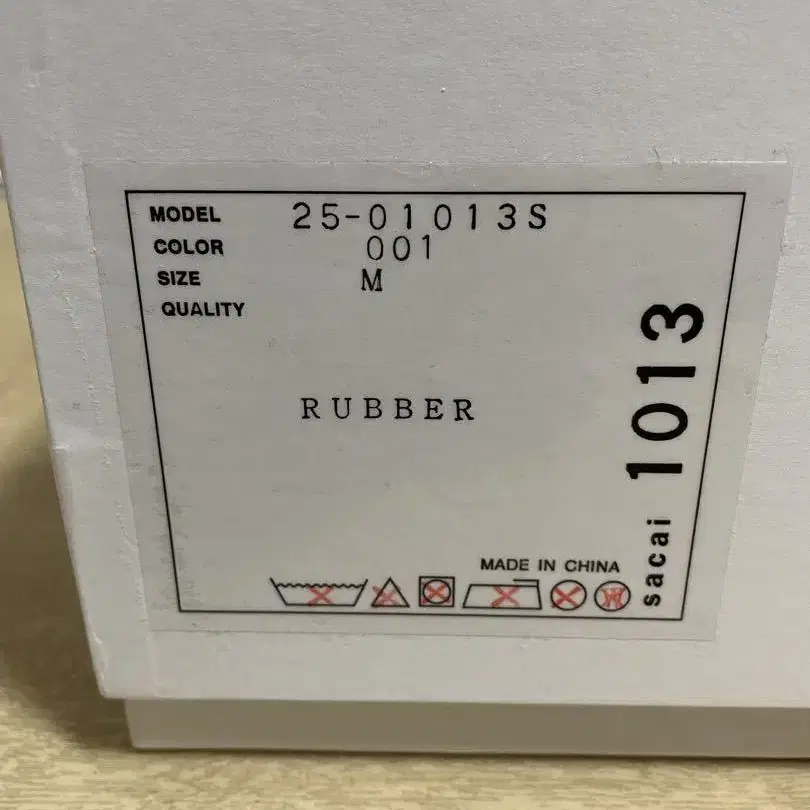 MODEL 25-01013S
COLOR 001
SIZE M
QUALITY
RUBBER
MADE IN CHINA
sacai 1013